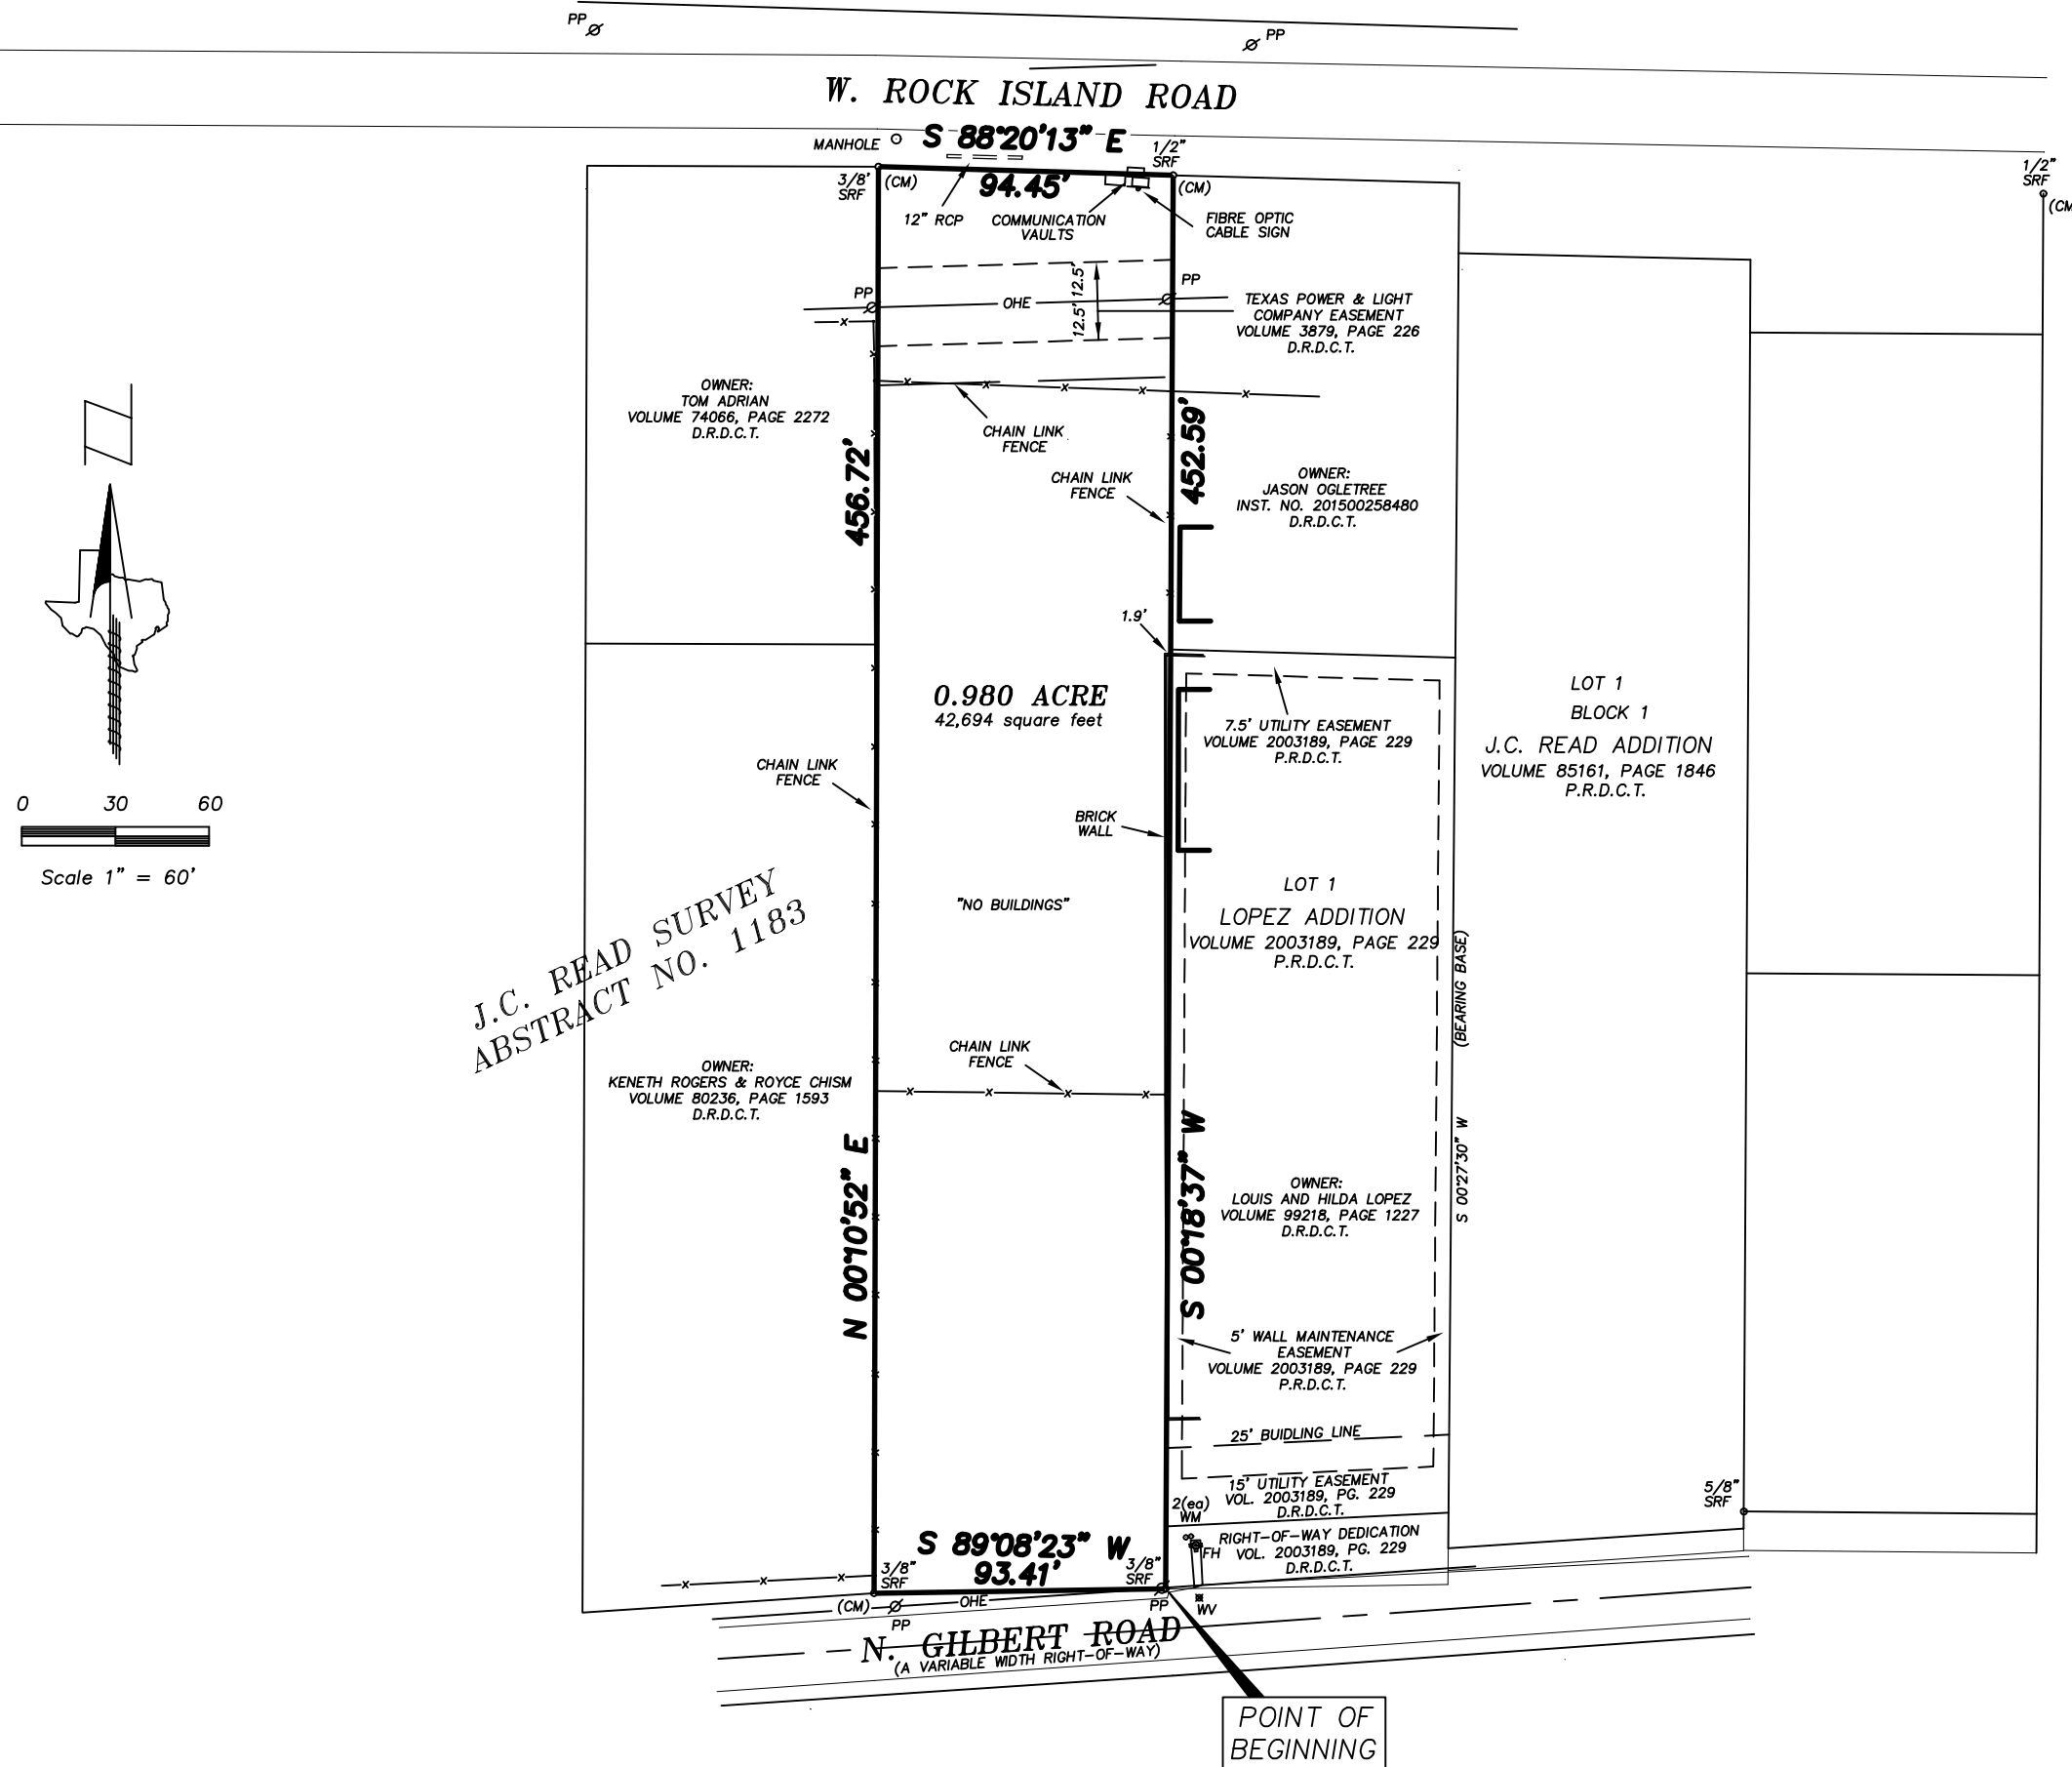 PP
PP
W. ROCK ISLAND ROAD
MANHOLE
S 88°20'13" E
94.45'
1/2"
SRF
(CM)
3/8'
SRF
(CM)
1/2"
SRF
(CM
12" RCP
COMMUNICATION
VAULTS
FIBRE OPTIC
CABLE SIGN
PP
OHE
12.5' 12.5'
PP
TEXAS POWER & LIGHT
COMPANY EASEMENT
VOLUME 3879, PAGE 226
D.R.D.C.T.
OWNER:
TOM ADRIAN
VOLUME 74066, PAGE 2272
D.R.D.C.T.
CHAIN LINK
FENCE
456.72'
452.59'
CHAIN LINK
FENCE
OWNER:
JASON OGLETREE
INST. NO. 201500258480
D.R.D.C.T.
1.9'
0.980 ACRE
42,694 square feet
7.5' UTILITY EASEMENT
VOLUME 2003189, PAGE 229
P.R.D.C.T.
LOT 1
BLOCK 1
J.C. READ ADDITION
VOLUME 85161, PAGE 1846
P.R.D.C.T.
CHAIN LINK
FENCE
0 30 60
Scale 1" = 60'
BRICK
WALL
J.C. READ SURVEY
ABSTRACT NO. 1183
"NO BUILDINGS"
LOT 1
LOPEZ ADDITION
VOLUME 2003189, PAGE 229
P.R.D.C.T.
(BEARING BASE)
S 00°27'30" W
CHAIN LINK
FENCE
OWNER:
KENETH ROGERS & ROYCE CHISM
VOLUME 80236, PAGE 1593
D.R.D.C.T.
N 00°10'52" E
S 00°18'37" W
OWNER:
LOUIS AND HILDA LOPEZ
VOLUME 99218, PAGE 1227
D.R.D.C.T.
5' WALL MAINTENANCE
EASEMENT
VOLUME 2003189, PAGE 229
P.R.D.C.T.
25' BUIDLING LINE
15' UTILITY EASEMENT
VOL. 2003189, PG. 229
D.R.D.C.T.
2(ea)
WM
5/8"
SRF
RIGHT-OF-WAY DEDICATION
VOL. 2003189, PG. 229
D.R.D.C.T.
FH
S 89°08'23" W
93.41'
3/8"
SRF
3/8"
SRF
(CM)
OHE
PP
PP
WV
N. GILBERT ROAD
(A VARIABLE WIDTH RIGHT-OF-WAY)
POINT OF
BEGINNING